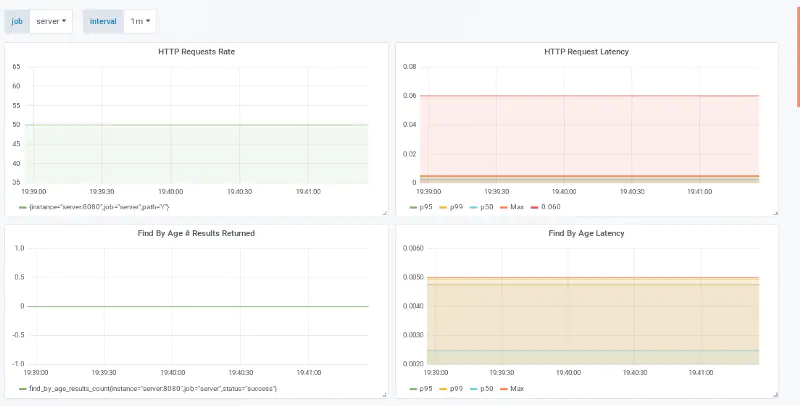 job server interval 1m
HTTP Requests Rate
65
60
55
50
45
40
35
19:39:00 19:39:30 19:40:00 19:40:30 19:41:00
{instance="server:8080",job="server",path="/"}
HTTP Request Latency
0.08
0.06
0.04
0.02
0
19:39:00 19:39:30 19:40:00 19:40:30 19:41:00
p95 p99 p50 Max 0.060
Find By Age # Results Returned
1.0
0.5
0
-0.5
-1.0
19:39:00 19:39:30 19:40:00 19:40:30 19:41:00
find_by_age_results_count{instance="server:8080",job="server",status="success"}
Find By Age Latency
0.0060
0.0050
0.0040
0.0030
0.0020
19:39:00 19:39:30 19:40:00 19:40:30 19:41:00
p95 p99 p50 Max